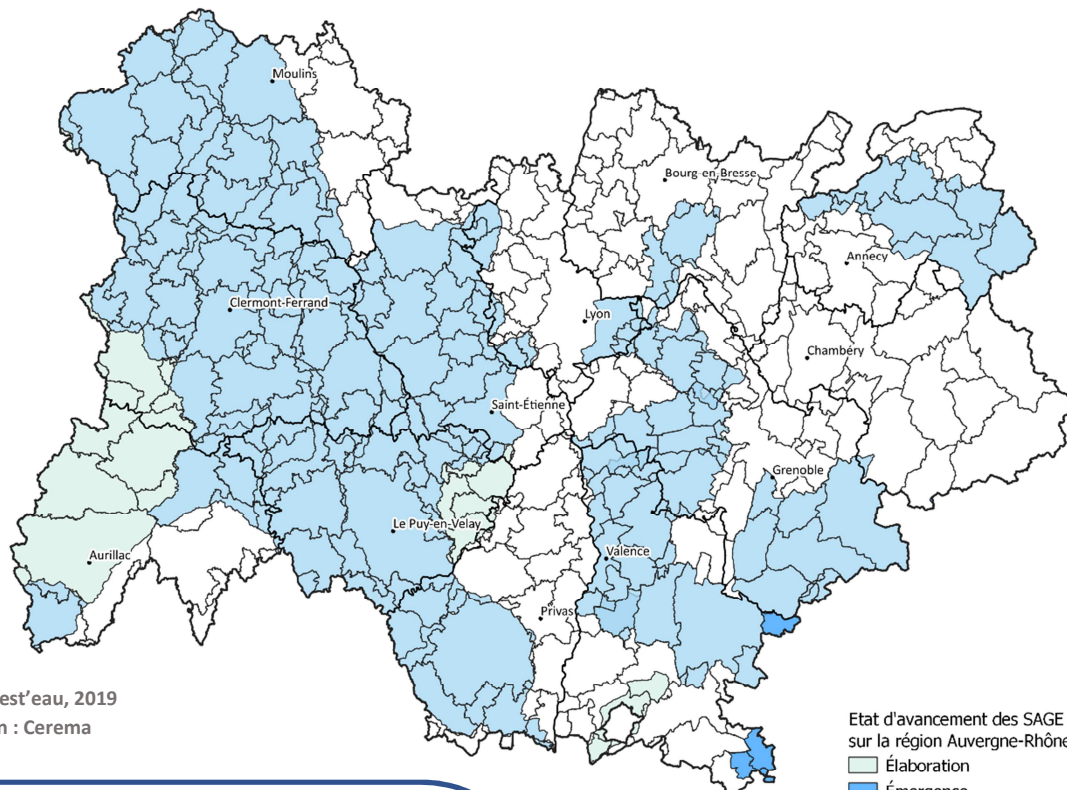 Moulins
Bourg-en-Bresse
Annecy
Clermont-Ferrand
Lyon
Chambéry
Saint-Étienne
Grenoble
Le Puy-en-Velay
Valence
Aurillac
Privas
est'eau, 2019
n : Cerema
Etat d'avancement des SAGE
sur la région Auvergne-Rhône
Élaboration